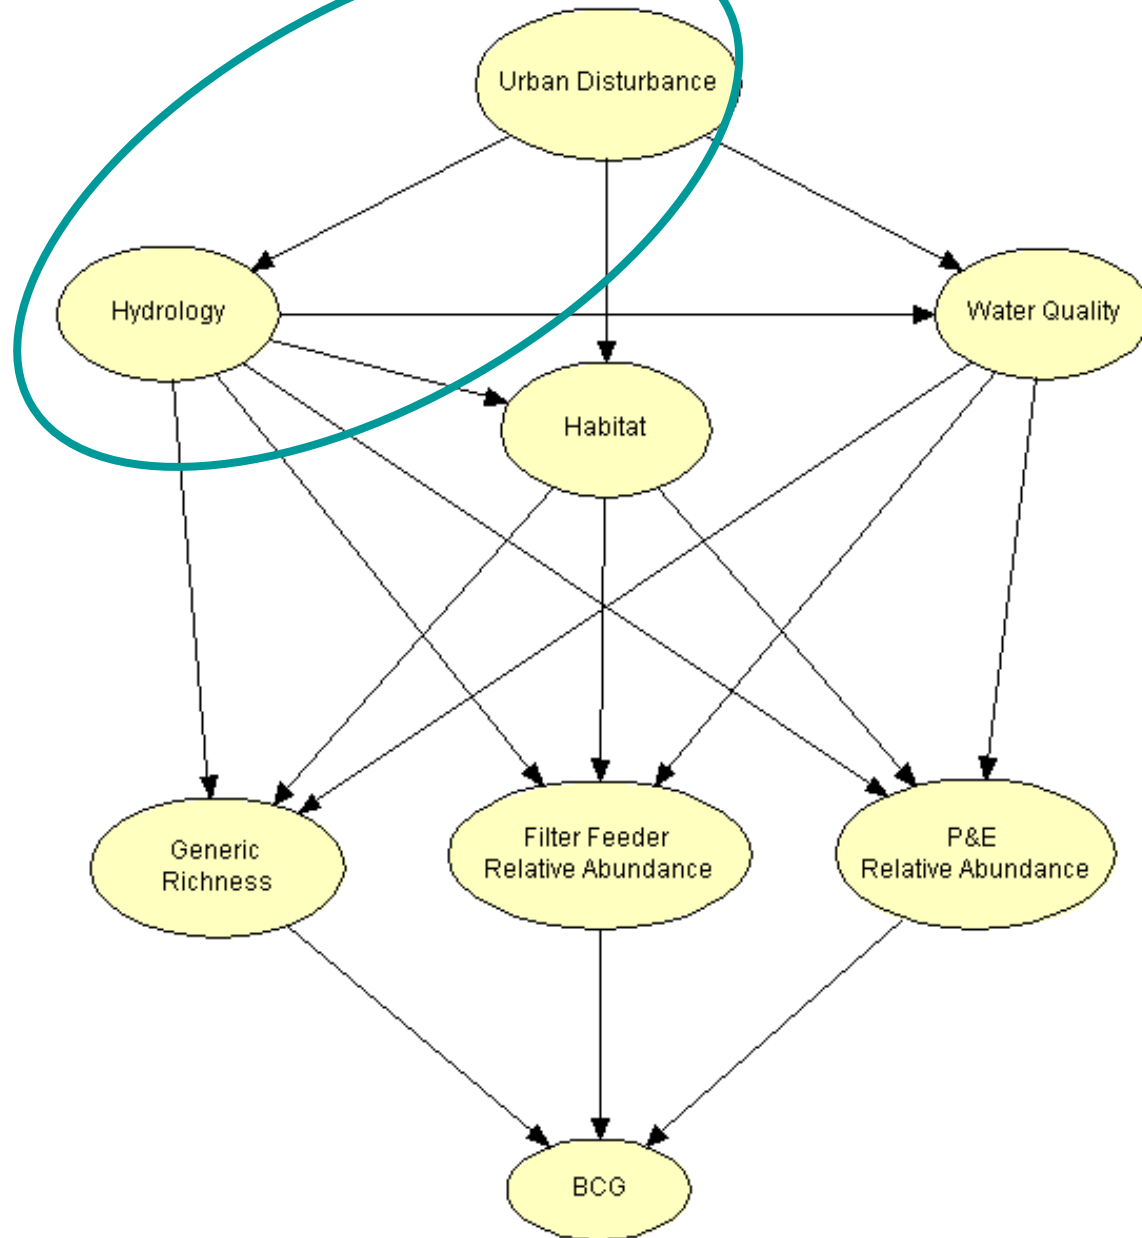 Urban Disturbance
Hydrology
Water Quality
Habitat
Generic
Richness
Filter Feeder
Relative Abundance
P&E
Relative Abundance
BCG